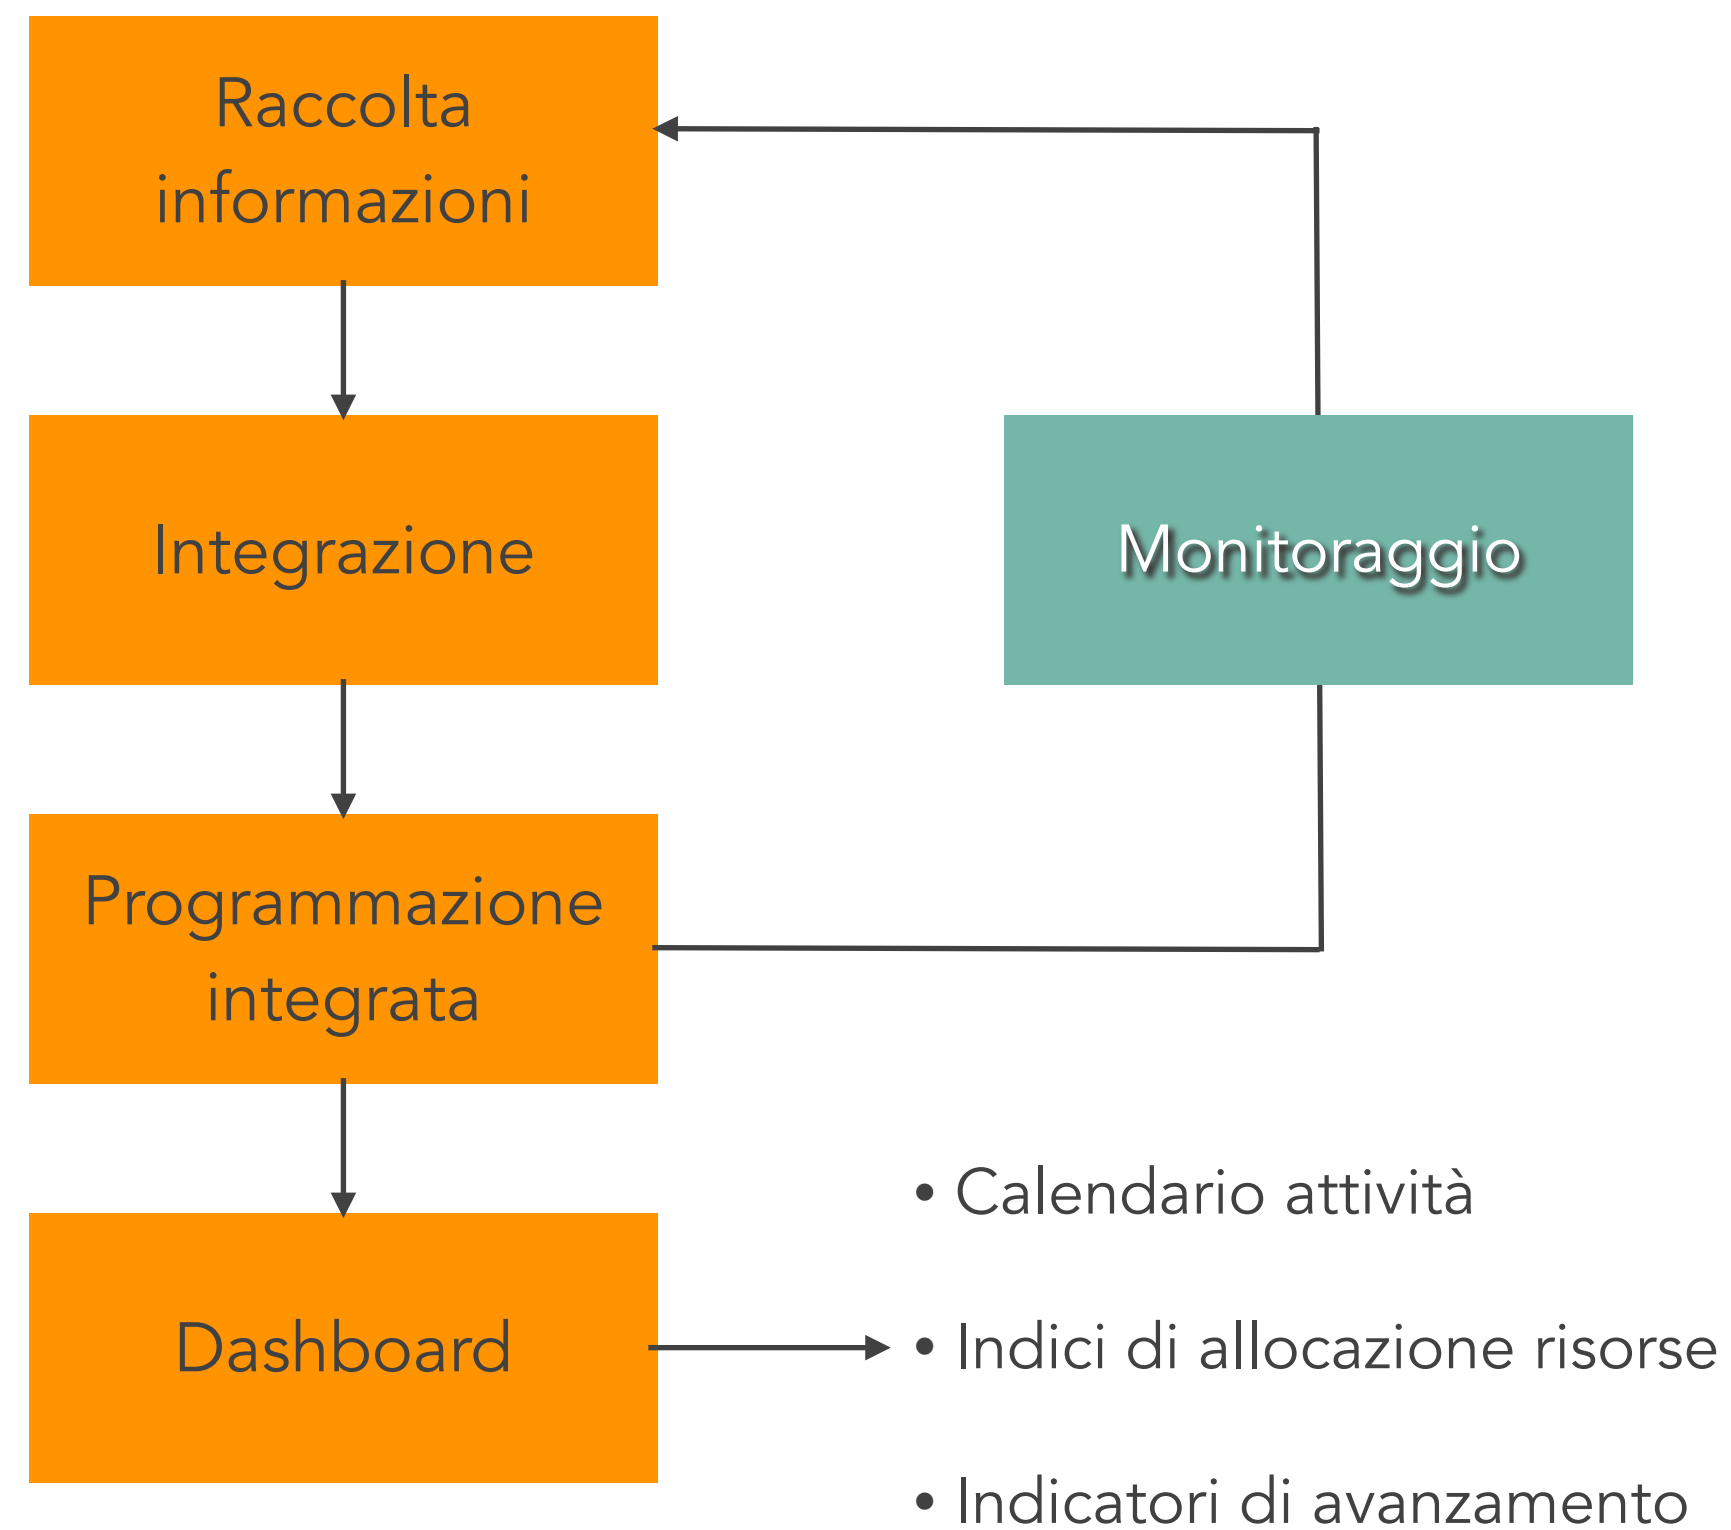 Raccolta
informazioni
Integrazione
Monitoraggio
Programmazione
integrata
Dashboard
• Calendario attività
• Indici di allocazione risorse
• Indicatori di avanzamento